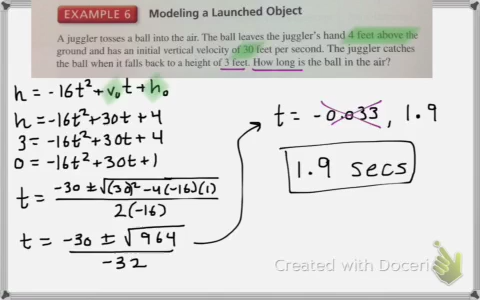 EXAMPLE 6 Modeling a Launched Object
A juggler tosses a ball into the air. The ball leaves the juggler's hand 4 feet above the
ground and has an initial vertical velocity of 30 feet per second. The juggler catches
the ball when it falls back to a height of 3 feet. How long is the ball in the air?
h = -16t² + v₀t + h₀
h = -16t² + 30t + 4
3 = -16t² + 30t + 4
0 = -16t² + 30t + 1
t = -30 ± √(30)² - 4(-16)(1)
2(-16)
t = -30 ± √964
-32
t = -0.033, 1.9
1.9 secs
Created with Doceri